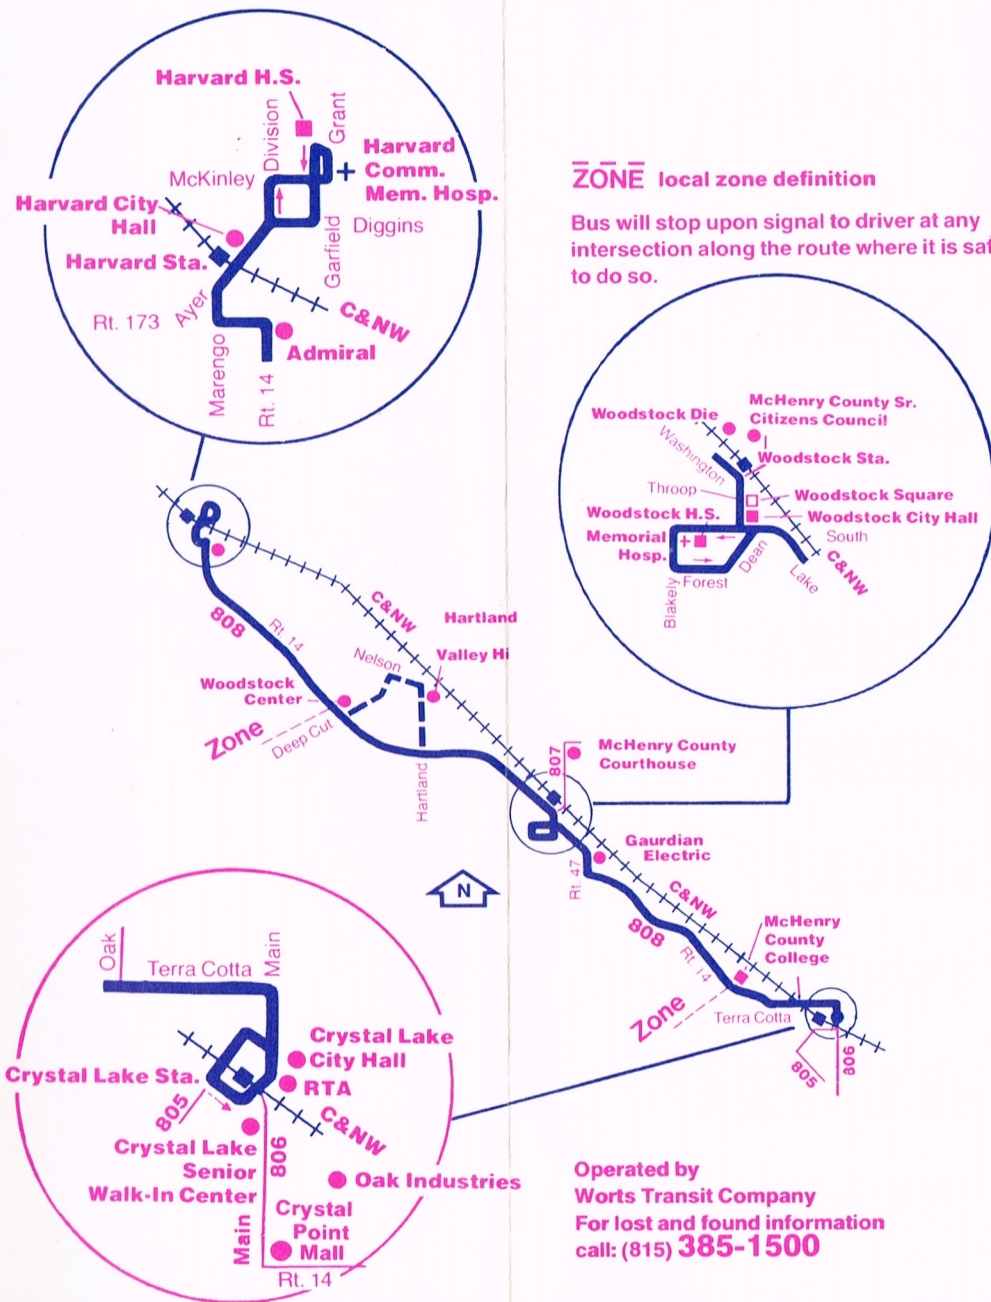 Harvard H.S.
Division
Grant
McKinley
Harvard
Comm.
Mem. Hosp.
Harvard City
Hall
Diggins
Garfield
Harvard Sta.
Ayer
Rt. 173
C&NW
Marengo
Rt. 14
Admiral
ZONE local zone definition
Bus will stop upon signal to driver at any
intersection along the route where it is saf
to do so.
Woodstock Die
McHenry County Sr.
Citizens Council
Washington
Woodstock Sta.
Throop
Woodstock Square
Woodstock H.S.
Woodstock City Hall
Memorial
Hosp.
South
Dean
C&NW
Lake
Forest
Blakely
808
Rt. 14
C&NW
Hartland
Nelson
Valley Hi
Woodstock
Center
Zone
Deep Cut
Hartland
807
McHenry County
Courthouse
Gaurdian
Electric
Rt. 47
N
C&NW
808
Rt. 14
McHenry
County
College
Zone
Terra Cotta
805
806
Oak
Terra Cotta
Main
Crystal Lake
City Hall
Crystal Lake Sta.
RTA
805
C&NW
Crystal Lake
Senior
Walk-In Center
806
Oak Industries
Crystal
Point
Mall
Main
Rt. 14
Operated by
Worts Transit Company
For lost and found information
call: (815) 385-1500